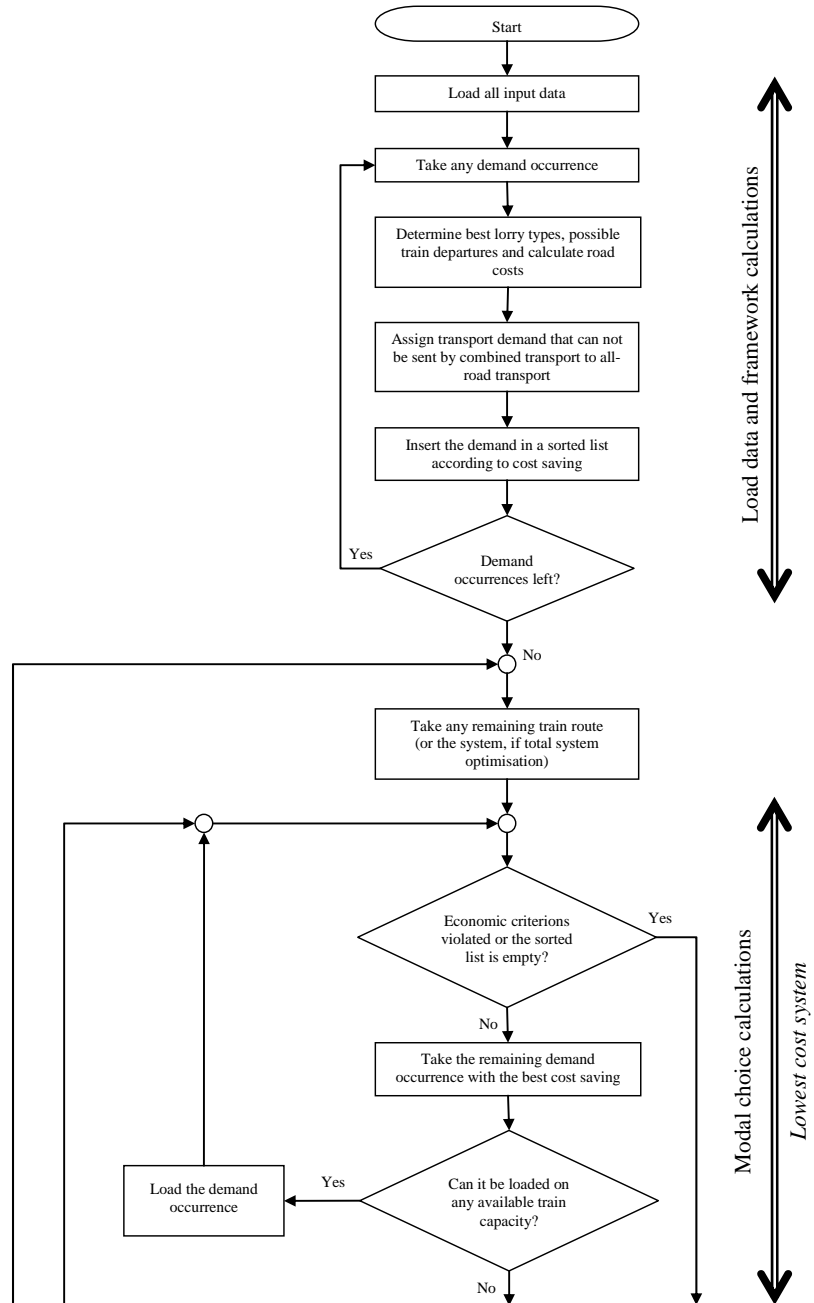 Start
Load all input data
Take any demand occurrence
Determine best lorry types, possible
train departures and calculate road
costs
Assign transport demand that can not
be sent by combined transport to all-
road transport
Insert the demand in a sorted list
according to cost saving
Yes
Demand
occurrences left?
No
Load data and framework calculations
Take any remaining train route
(or the system, if total system
optimisation)
Economic criterions
violated or the sorted
list is empty?
Yes
No
Take the remaining demand
occurrence with the best cost saving
Can it be loaded on
any available train
capacity?
Yes
Load the demand
occurrence
No
Modal choice calculations
Lowest cost system